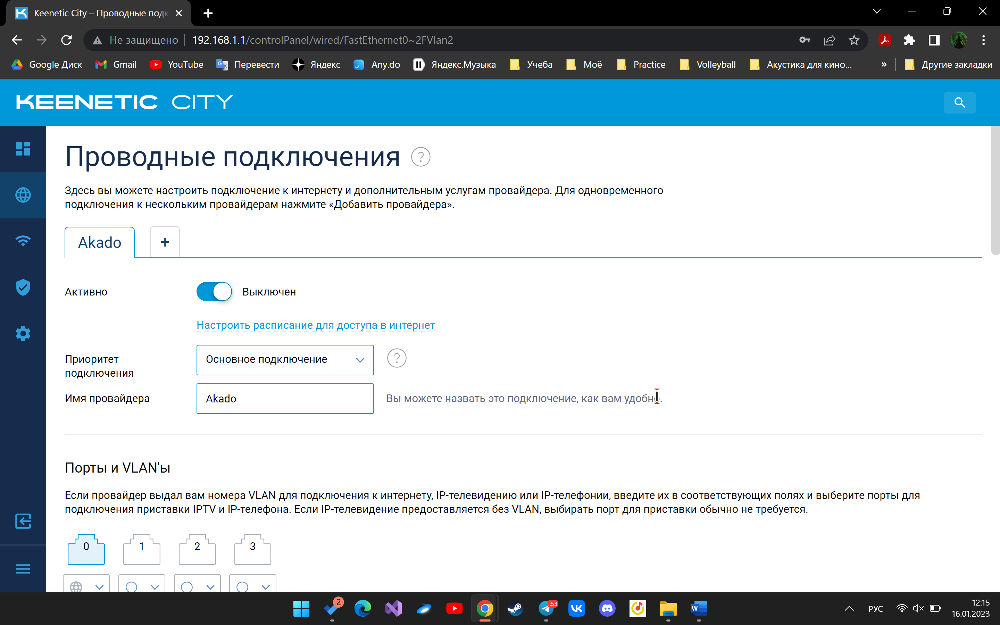 Keenetic City – Проводные подк
Не защищено
192.168.1.1/controlPanel/wired/FastEthernet0~2FVlan2
Google Диск
Gmail
YouTube
Перевести
Яндекс
Any.do
Яндекс.Музыка
Учеба
Моё
Practice
Volleyball
Акустика для кино...
»
Другие закладки
KEENETIC CITY
Проводные подключения ?
Здесь вы можете настроить подключение к интернету и дополнительным услугам провайдера. Для одновременного
подключения к нескольким провайдерам нажмите «Добавить провайдера».
Akado
+
Активно
Выключен
Настроить расписание для доступа в интернет
Приоритет
подключения
Основное подключение
?
Имя провайдера
Akado
Вы можете назвать это подключение, как вам удобно.
Порты и VLAN'ы
Если провайдер выдал вам номера VLAN для подключения к интернету, IP-телевидению или IP-телефонии, введите их в соответствующих полях и выберите порты для
подключения приставки IPTV и IP-телефона. Если IP-телевидение предоставляется без VLAN, выбирать порт для приставки обычно не требуется.
0
1
2
3
2
..53
РУС
12:15
16.01.2023